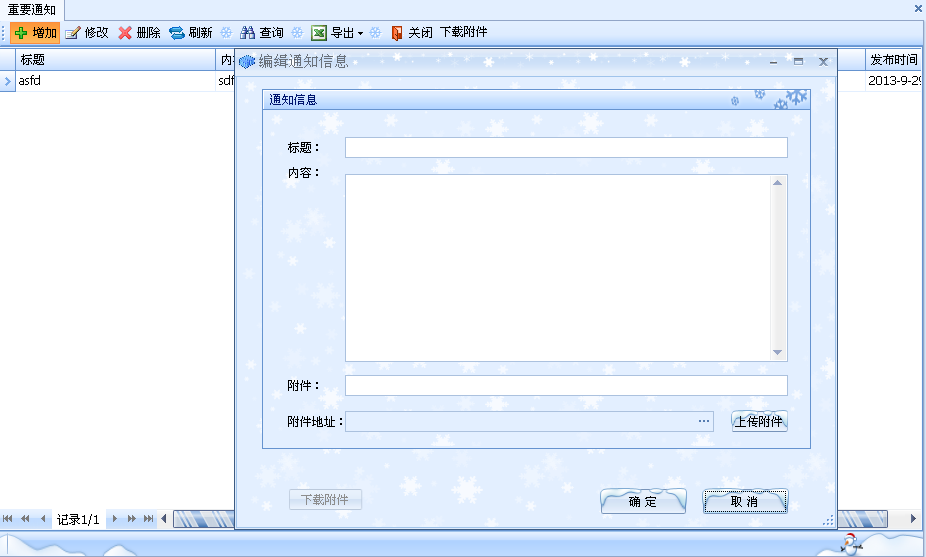 重要通知
增加 修改 删除 刷新 查询 导出 关闭 下载附件
标题 内 发布时间
asfd sdf 2013-9-29
编缉通知信息
通知信息
标题：
内容：
附件：
附件地址： ... 上传附件
下载附件 确定 取消
记录1/1